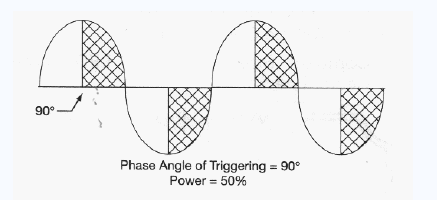 90°
Phase Angle of Triggering = 90°
Power = 50%